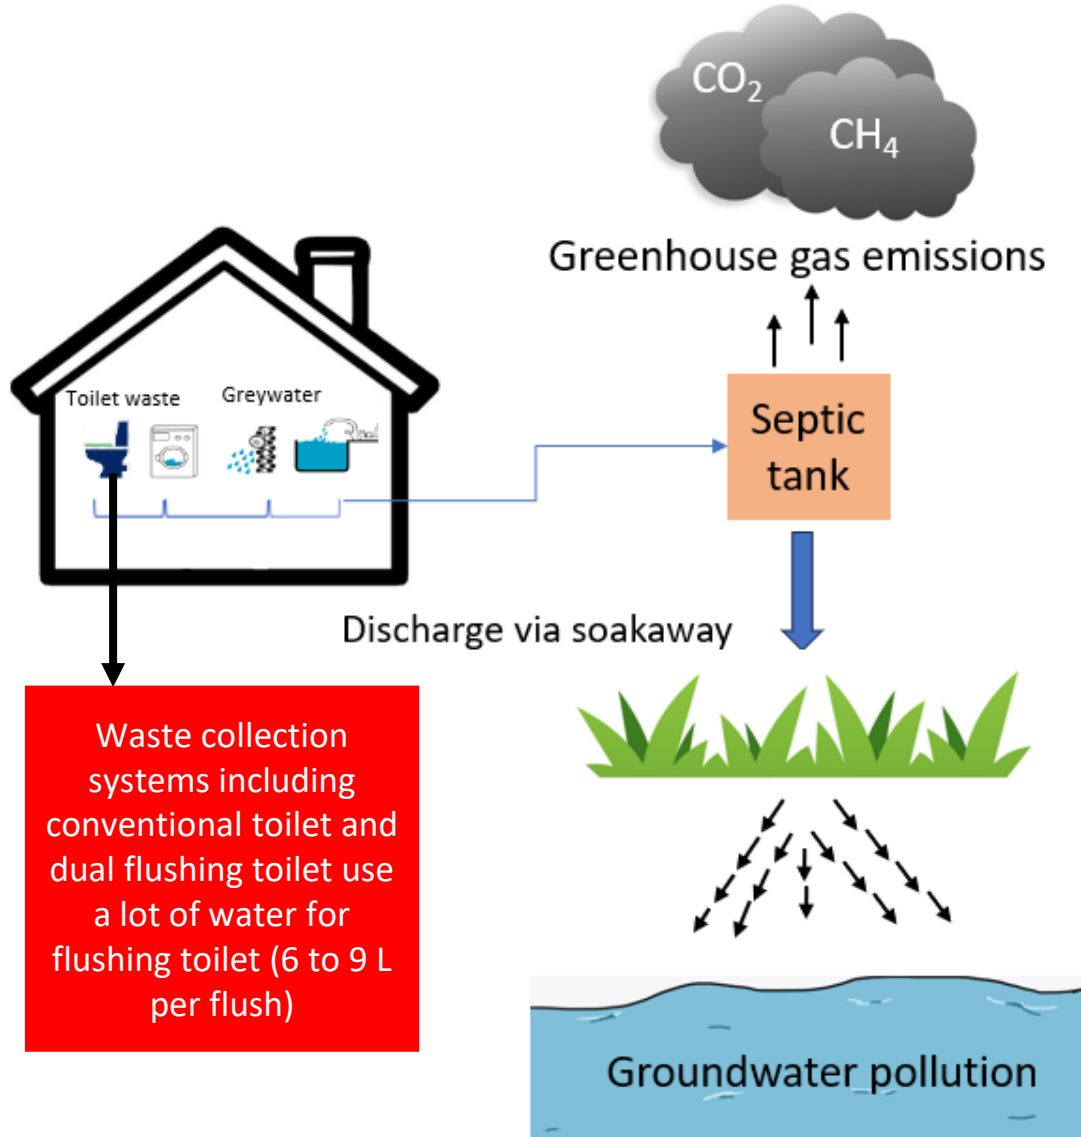 CO₂
CH₄
Greenhouse gas emissions
Toilet waste
Greywater
Septic
tank
Discharge via soakaway
Waste collection
systems including
conventional toilet and
dual flushing toilet use
a lot of water for
flushing toilet (6 to 9 L
per flush)
Groundwater pollution